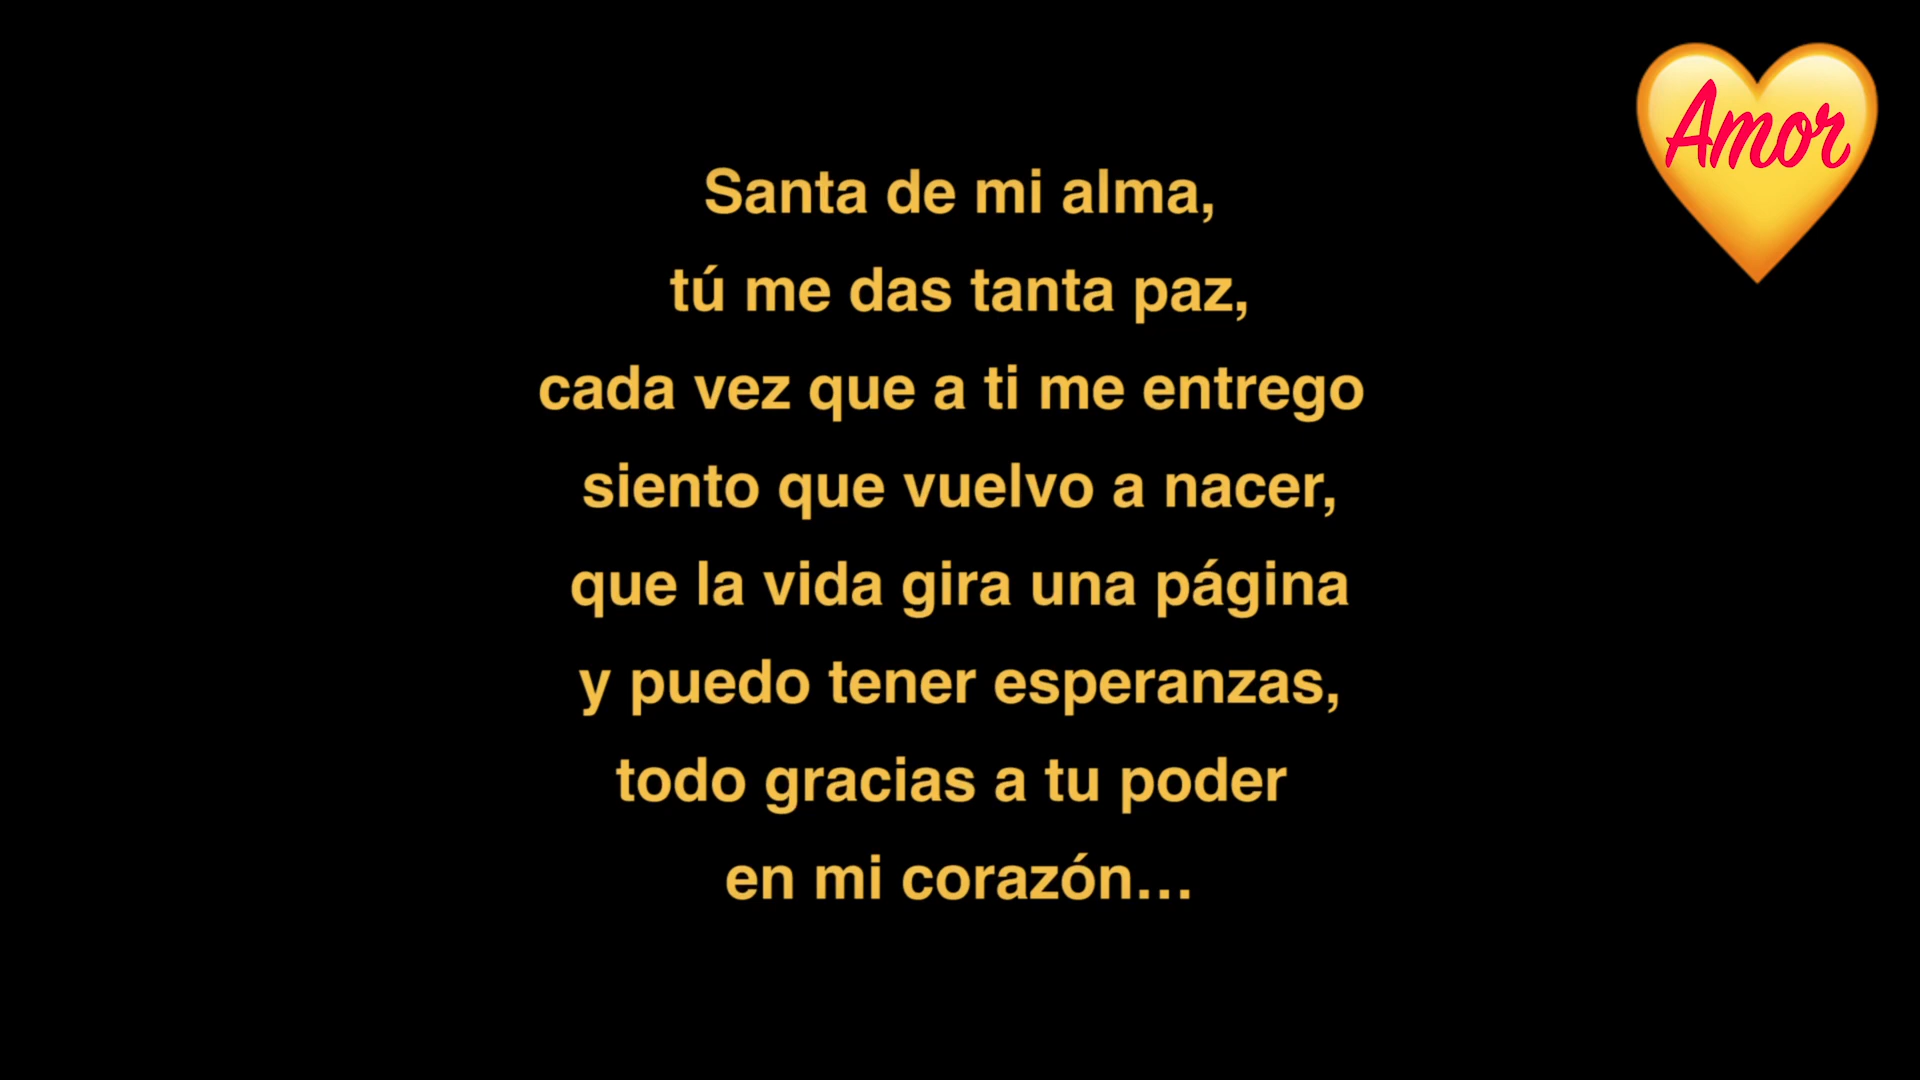 Amor
Santa de mi alma,
tú me das tanta paz,
cada vez que a ti me entrego
siento que vuelvo a nacer,
que la vida gira una página
y puedo tener esperanzas,
todo gracias a tu poder
en mi corazón…